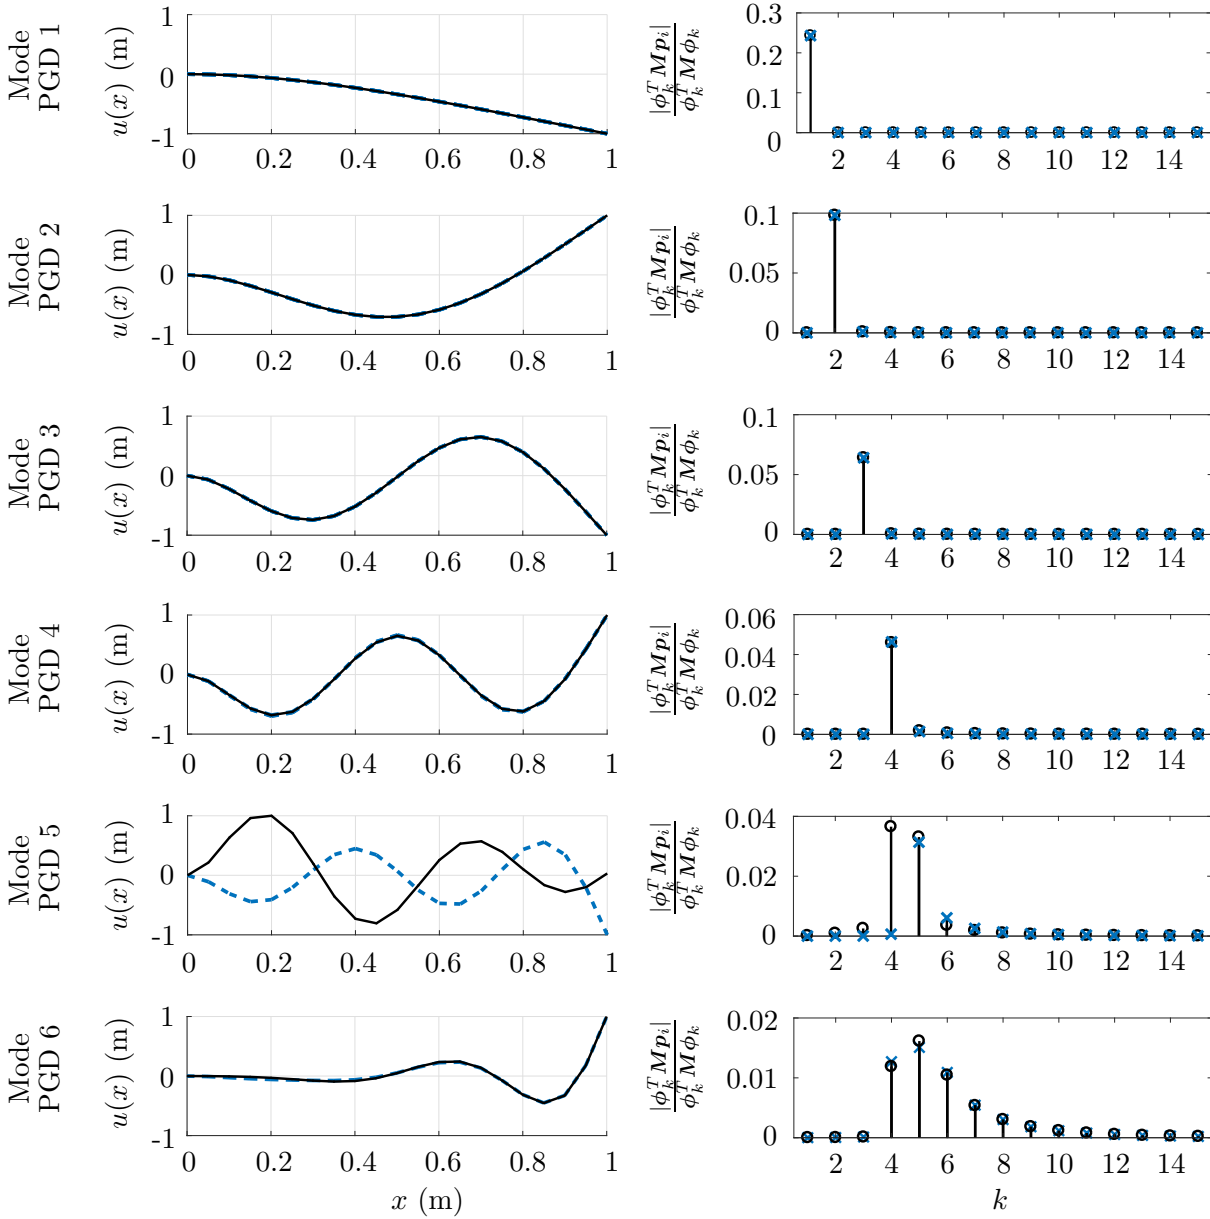 Mode
PGD 1
u(x) (m)
1
0
-1
0 0.2 0.4 0.6 0.8 1
|ϕ_k^T M p_i|
ϕ_k^T M ϕ_k
0.3
0.2
0.1
0
2 4 6 8 10 12 14
Mode
PGD 2
u(x) (m)
1
0
-1
0 0.2 0.4 0.6 0.8 1
|ϕ_k^T M p_i|
ϕ_k^T M ϕ_k
0.1
0.05
0
2 4 6 8 10 12 14
Mode
PGD 3
u(x) (m)
1
0
-1
0 0.2 0.4 0.6 0.8 1
|ϕ_k^T M p_i|
ϕ_k^T M ϕ_k
0.1
0.05
0
2 4 6 8 10 12 14
Mode
PGD 4
u(x) (m)
1
0
-1
0 0.2 0.4 0.6 0.8 1
|ϕ_k^T M p_i|
ϕ_k^T M ϕ_k
0.06
0.04
0.02
0
2 4 6 8 10 12 14
Mode
PGD 5
u(x) (m)
1
0
-1
0 0.2 0.4 0.6 0.8 1
|ϕ_k^T M p_i|
ϕ_k^T M ϕ_k
0.04
0.02
0
2 4 6 8 10 12 14
Mode
PGD 6
u(x) (m)
1
0
-1
0 0.2 0.4 0.6 0.8 1
x (m)
|ϕ_k^T M p_i|
ϕ_k^T M ϕ_k
0.02
0.01
0
2 4 6 8 10 12 14
k